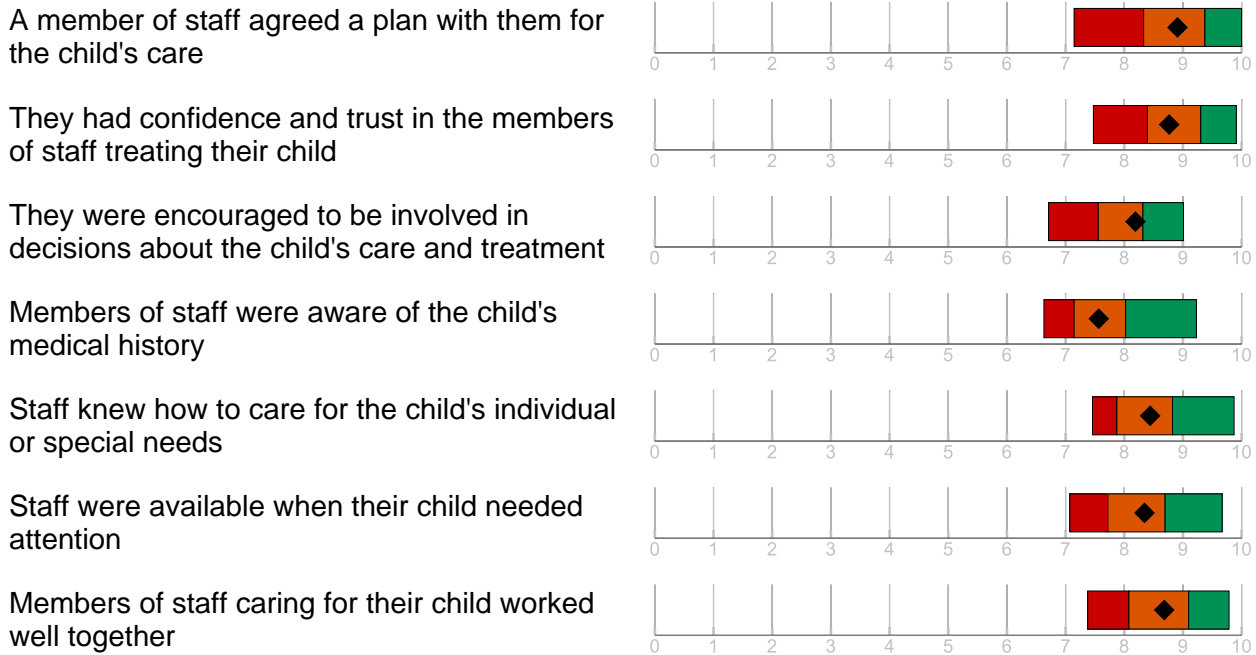 A member of staff agreed a plan with them for
the child's care
0 1 2 3 4 5 6 7 8 9 10
They had confidence and trust in the members
of staff treating their child
0 1 2 3 4 5 6 7 8 9 10
They were encouraged to be involved in
decisions about the child's care and treatment
0 1 2 3 4 5 6 7 8 9 10
Members of staff were aware of the child's
medical history
0 1 2 3 4 5 6 7 8 9 10
Staff knew how to care for the child's individual
or special needs
0 1 2 3 4 5 6 7 8 9 10
Staff were available when their child needed
attention
0 1 2 3 4 5 6 7 8 9 10
Members of staff caring for their child worked
well together
0 1 2 3 4 5 6 7 8 9 10